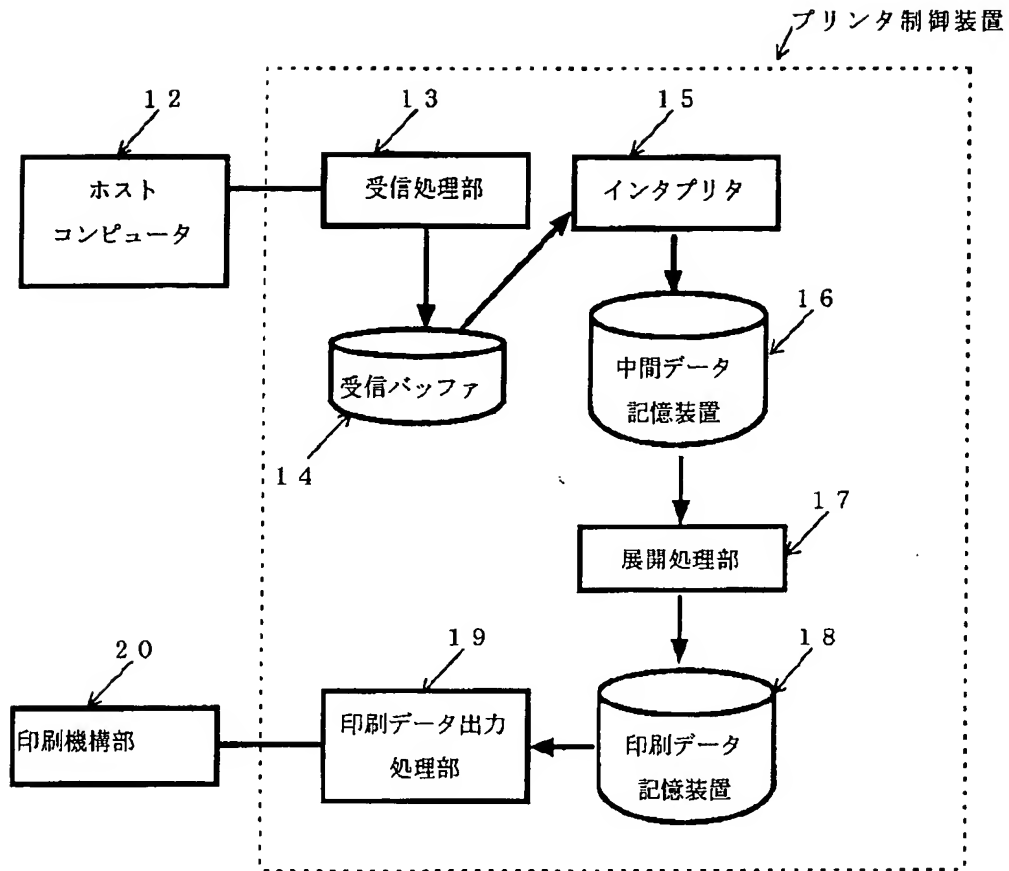 プリンタ制御装置
12
13
15
ホスト
コンピュータ
受信処理部
インタプリタ
16
受信バッファ
中間データ
記憶装置
14
17
展開処理部
20
19
18
印刷機構部
印刷データ出力
処理部
印刷データ
記憶装置